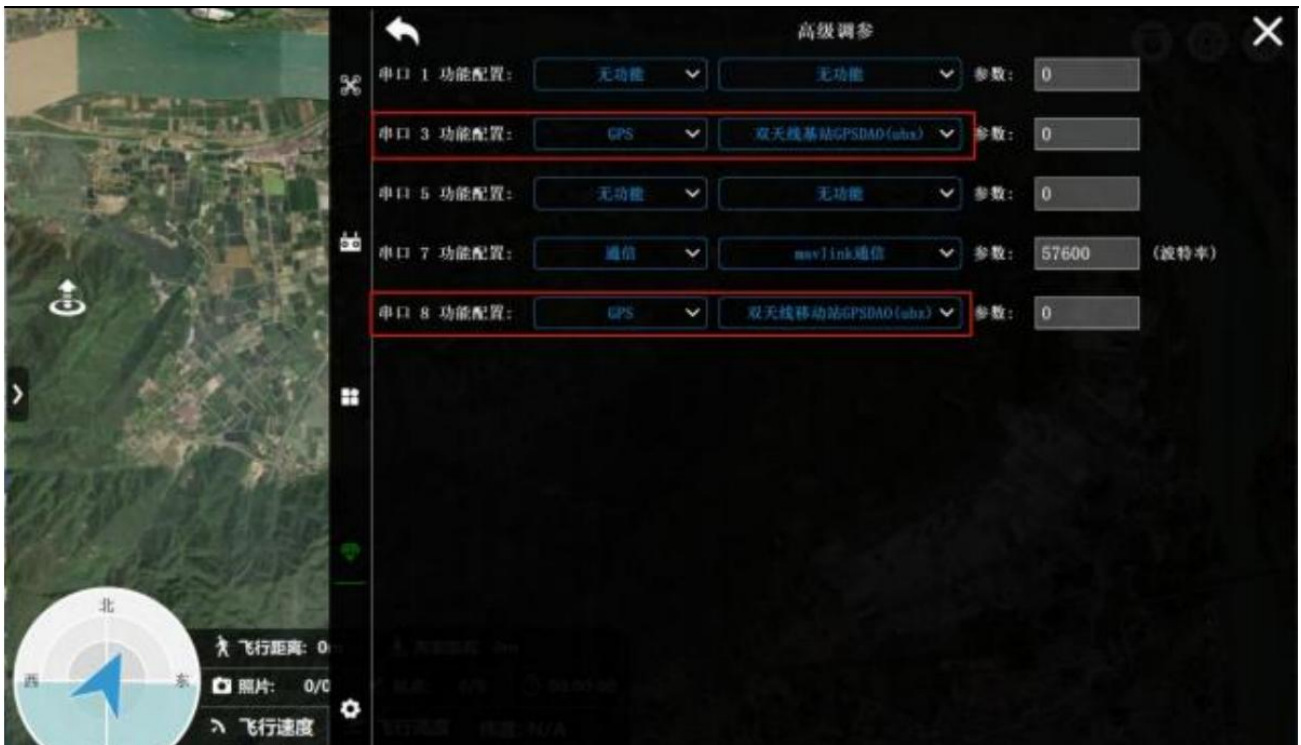 高级调参
串口 1 功能配置： 无功能 无功能 参数： 0
串口 3 功能配置： GPS 双天线基站GPSDAO(ubx) 参数： 0
串口 5 功能配置： 无功能 无功能 参数： 0
串口 7 功能配置： 通信 mavlink通信 参数： 57600 (波特率)
串口 8 功能配置： GPS 双天线移动站GPSDAO(ubx) 参数： 0
北
西 东
飞行距离: 0
照片: 0/0
飞行速度
N/A